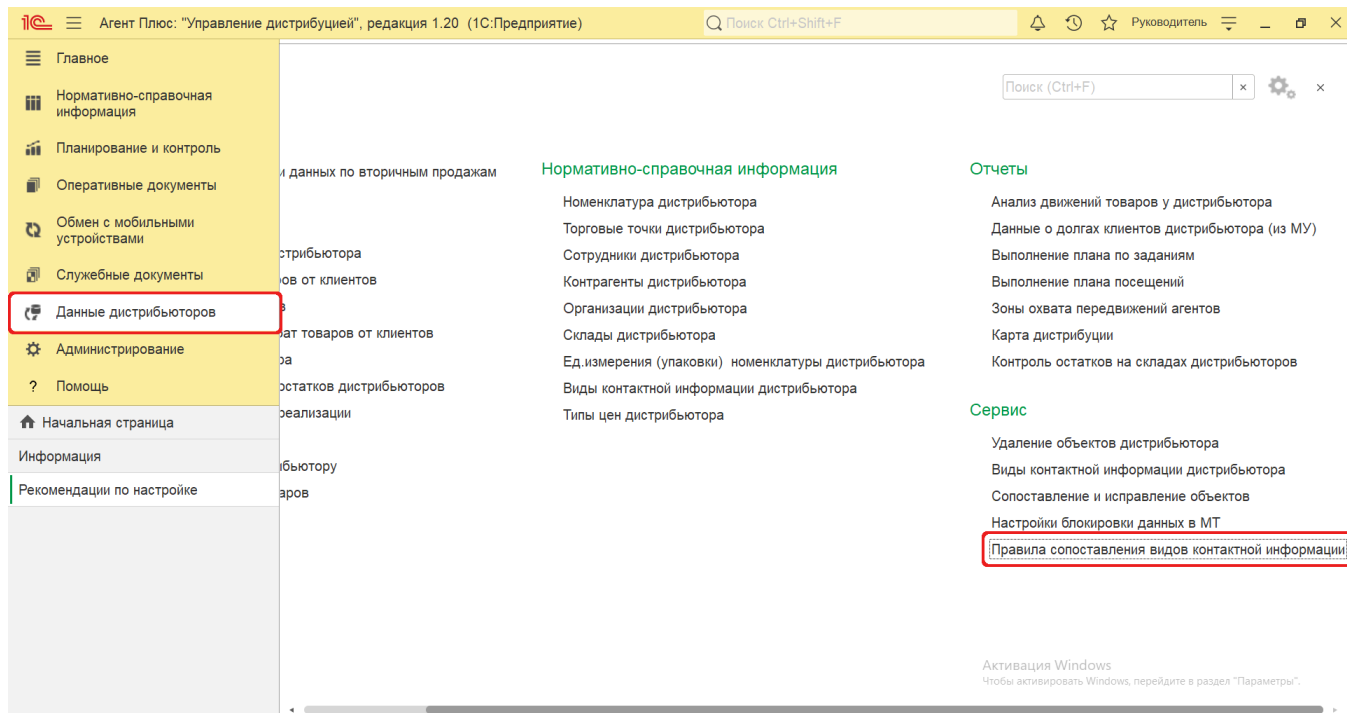 1С Агент Плюс: "Управление дистрибуцией", редакция 1.20 (1С:Предприятие) Поиск Ctrl+Shift+F Руководитель
Главное
Нормативно-справочная
информация
Планирование и контроль
Оперативные документы
Обмен с мобильными
устройствами
Служебные документы
Данные дистрибьюторов
Администрирование
? Помощь
Начальная страница
Информация
Рекомендации по настройке
Поиск (Ctrl+F)
и данных по вторичным продажам
стрибьютора
ов от клиентов
в
ат товаров от клиентов
ра
остатков дистрибьюторов
реализации
ибьютору
аров
Нормативно-справочная информация
Номенклатура дистрибьютора
Торговые точки дистрибьютора
Сотрудники дистрибьютора
Контрагенты дистрибьютора
Организации дистрибьютора
Склады дистрибьютора
Ед.измерения (упаковки) номенклатуры дистрибьютора
Виды контактной информации дистрибьютора
Типы цен дистрибьютора
Отчеты
Анализ движений товаров у дистрибьютора
Данные о долгах клиентов дистрибьютора (из МУ)
Выполнение плана по заданиям
Выполнение плана посещений
Зоны охвата передвижений агентов
Карта дистрибуции
Контроль остатков на складах дистрибьюторов
Сервис
Удаление объектов дистрибьютора
Виды контактной информации дистрибьютора
Сопоставление и исправление объектов
Настройки блокировки данных в МТ
Правила сопоставления видов контактной информации
Активация Windows
Чтобы активировать Windows, перейдите в раздел "Параметры".